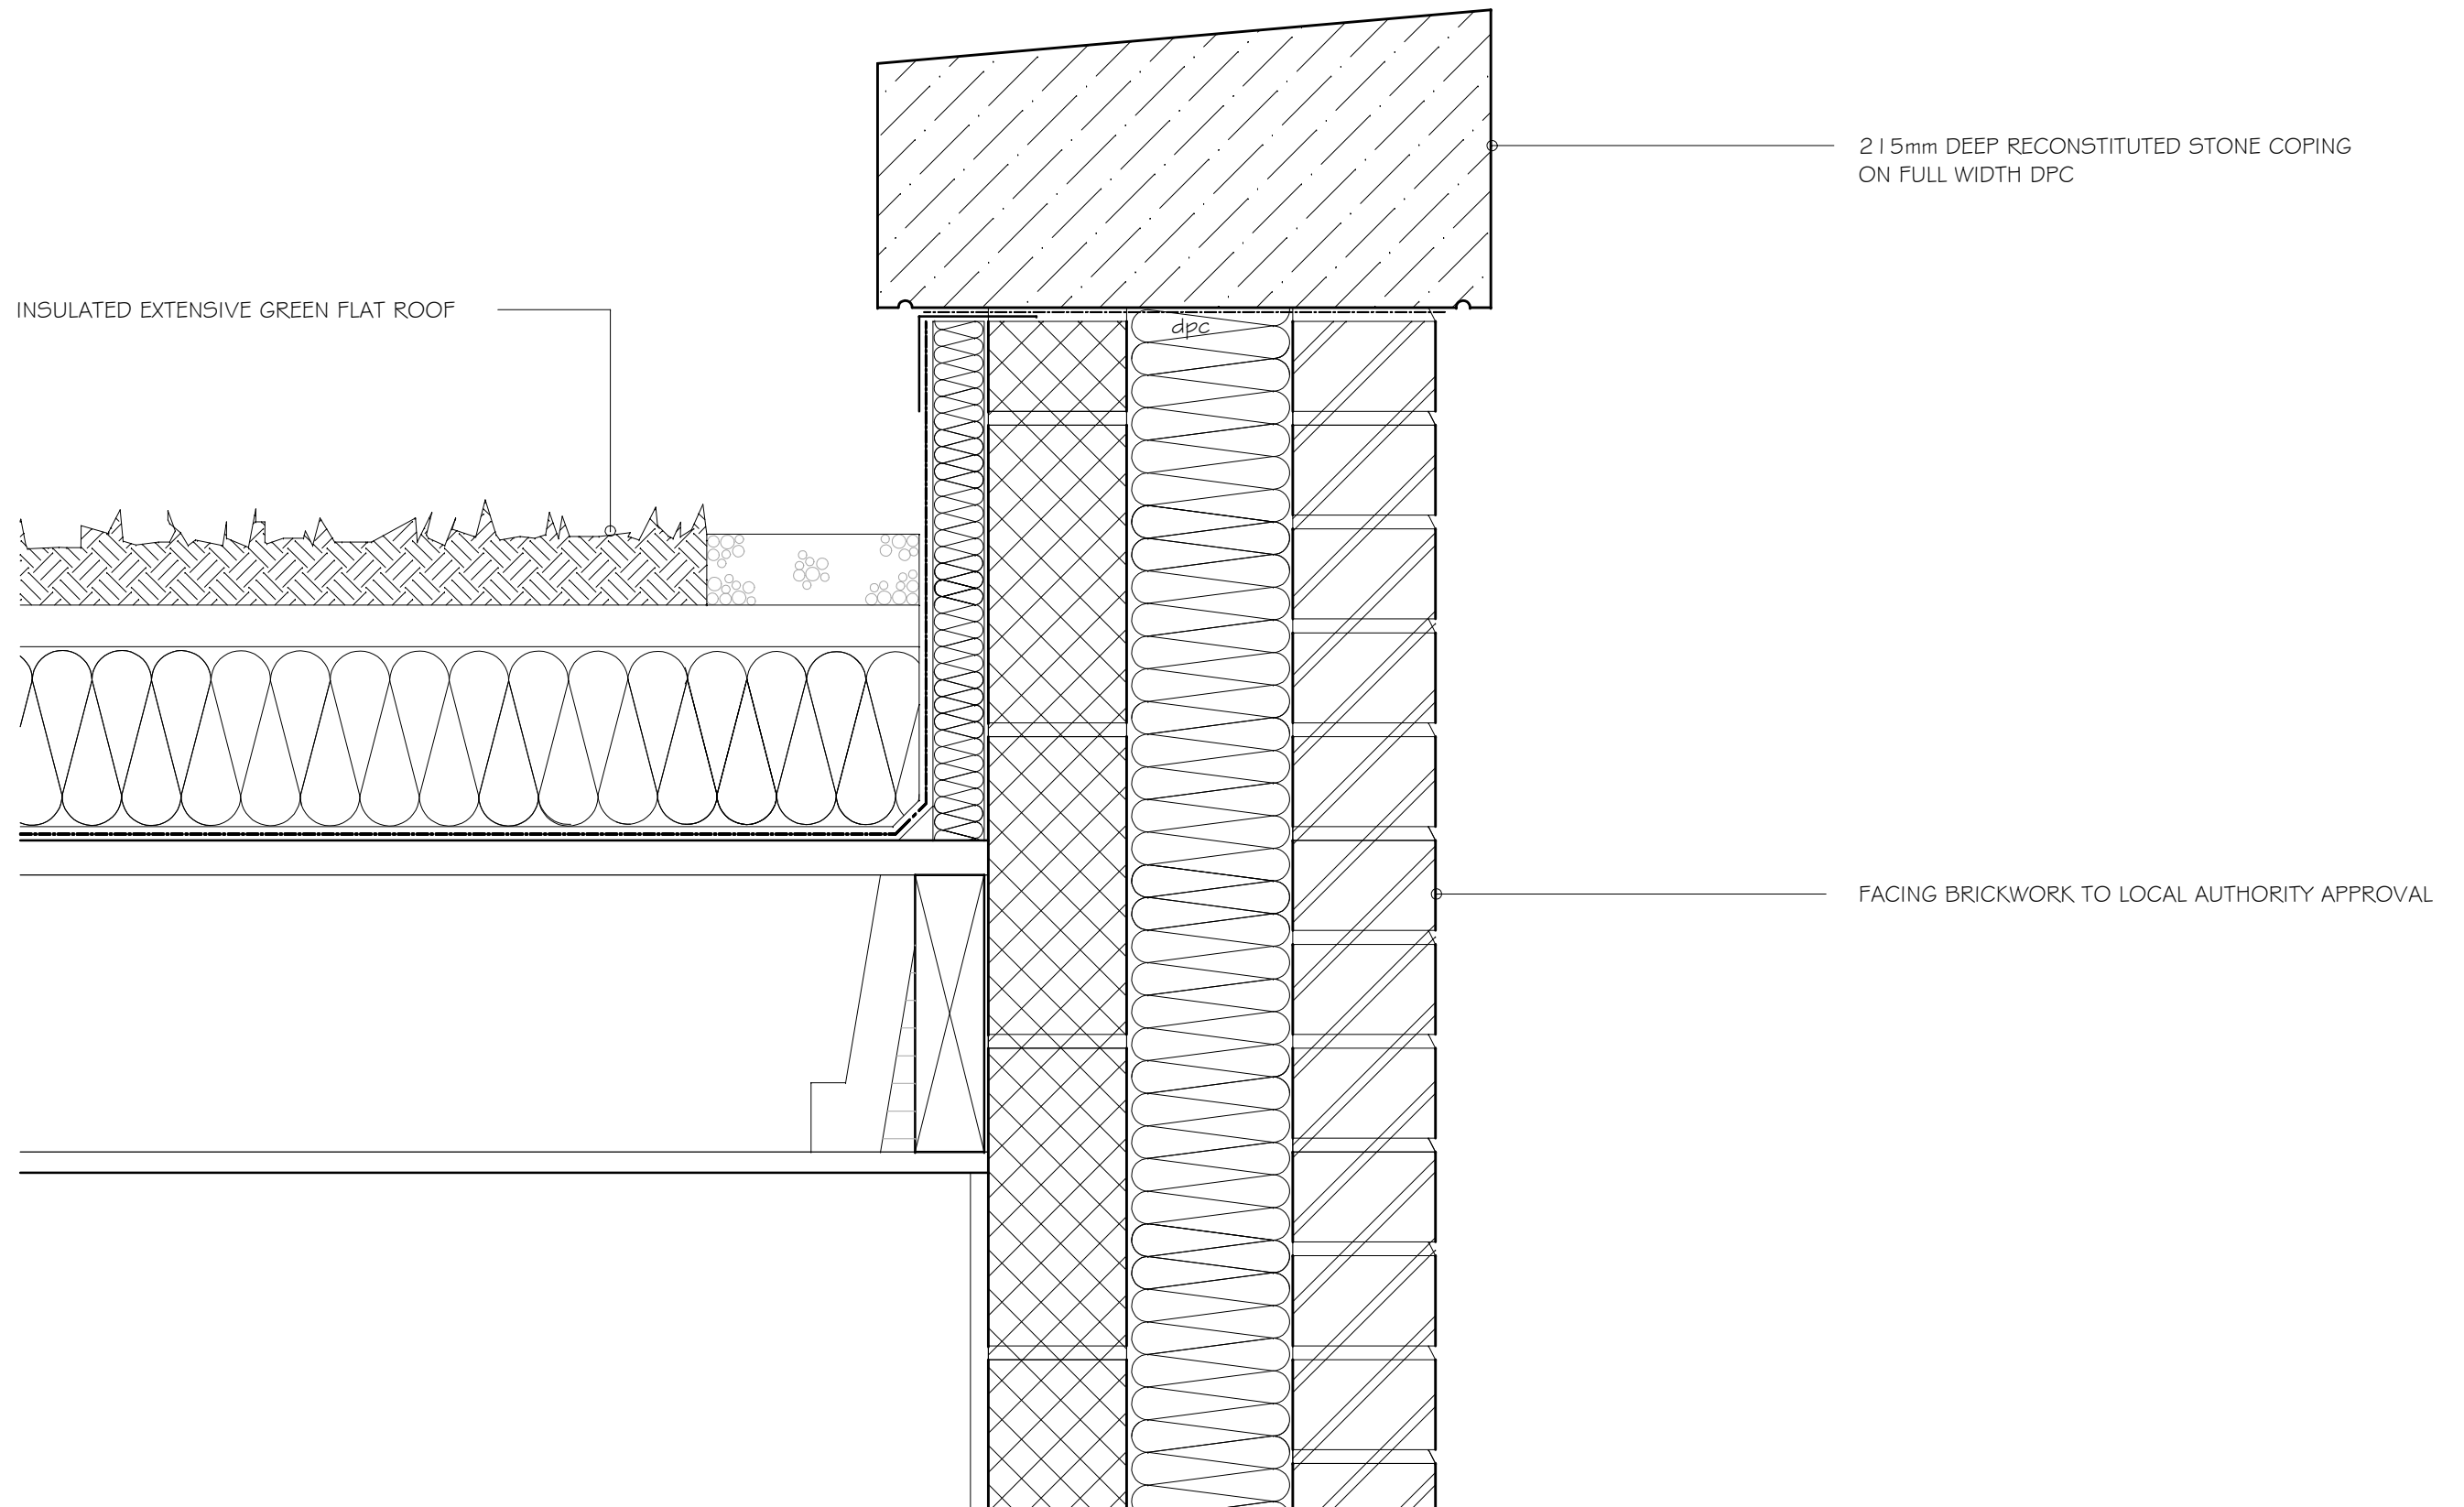 215mm DEEP RECONSTITUTED STONE COPING
ON FULL WIDTH DPC
INSULATED EXTENSIVE GREEN FLAT ROOF
dpc
FACING BRICKWORK TO LOCAL AUTHORITY APPROVAL